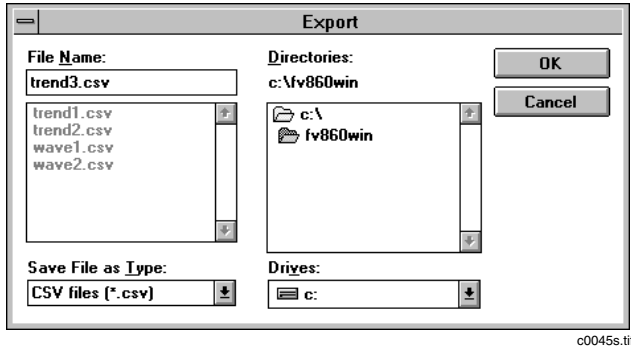 Export
File Name:
trend3.csv
trend1.csv
trend2.csv
wave1.csv
wave2.csv
Save File as Type:
CSV files (*.csv)
Directories:
c:\fv860win
c:\
fv860win
Drives:
c:
OK
Cancel
c0045s.ti